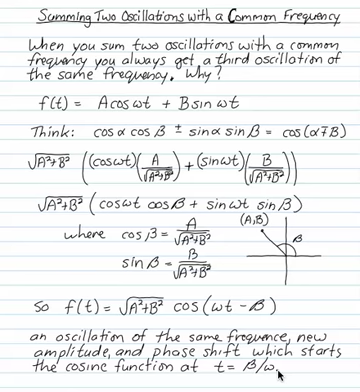 Summing Two Oscillations with a Common Frequency
When you sum two oscillations with a common
frequency you always get a third oscillation of
the same frequency. Why?
f(t) = A cos ωt + B sin ωt
Think: cos α cos β ± sin α sin β = cos(α ∓ β)
√A²+B² ((cos ωt)(A/√A²+B²) + (sin ωt)(B/√A²+B²))
√A²+B² (cos ωt cos β + sin ωt sin β)
(A,B)
where cos β = A/√A²+B²
β
sin β = B/√A²+B²
So f(t) = √A²+B² cos(ωt − β)
an oscillation of the same frequence, new
amplitude, and phase shift which starts
the cosine function at t = β/ω.